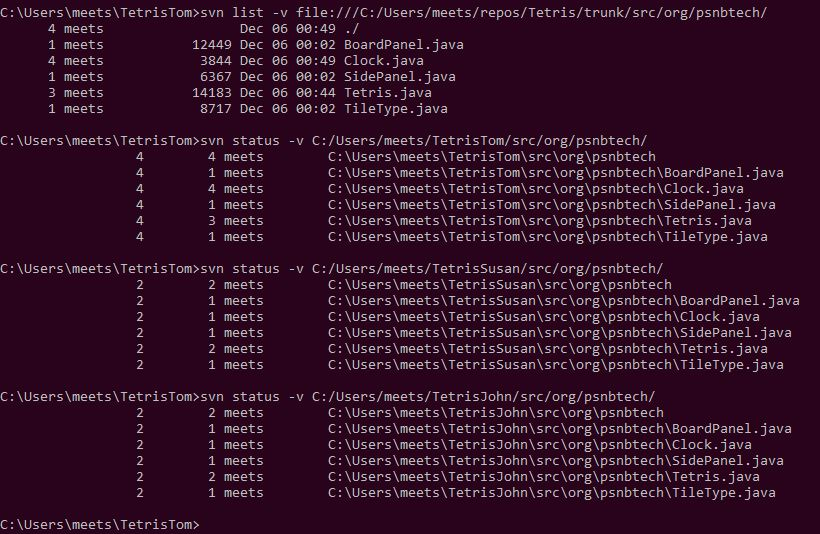 C:\Users\meets\TetrisTom>svn list -v file:///C:/Users/meets/repos/Tetris/trunk/src/org/psnbtech/
      4 meets                 Dec 06 00:49 ./
      1 meets           12449 Dec 06 00:02 BoardPanel.java
      4 meets            3844 Dec 06 00:49 Clock.java
      1 meets            6367 Dec 06 00:02 SidePanel.java
      3 meets           14183 Dec 06 00:44 Tetris.java
      1 meets            8717 Dec 06 00:02 TileType.java
C:\Users\meets\TetrisTom>svn status -v C:/Users/meets/TetrisTom/src/org/psnbtech/
                 4        4 meets        C:\Users\meets\TetrisTom\src\org\psnbtech
                 4        1 meets        C:\Users\meets\TetrisTom\src\org\psnbtech\BoardPanel.java
                 4        4 meets        C:\Users\meets\TetrisTom\src\org\psnbtech\Clock.java
                 4        1 meets        C:\Users\meets\TetrisTom\src\org\psnbtech\SidePanel.java
                 4        3 meets        C:\Users\meets\TetrisTom\src\org\psnbtech\Tetris.java
                 4        1 meets        C:\Users\meets\TetrisTom\src\org\psnbtech\TileType.java
C:\Users\meets\TetrisTom>svn status -v C:/Users/meets/TetrisSusan/src/org/psnbtech/
                 2        2 meets        C:\Users\meets\TetrisSusan\src\org\psnbtech
                 2        1 meets        C:\Users\meets\TetrisSusan\src\org\psnbtech\BoardPanel.java
                 2        1 meets        C:\Users\meets\TetrisSusan\src\org\psnbtech\Clock.java
                 2        1 meets        C:\Users\meets\TetrisSusan\src\org\psnbtech\SidePanel.java
                 2        2 meets        C:\Users\meets\TetrisSusan\src\org\psnbtech\Tetris.java
                 2        1 meets        C:\Users\meets\TetrisSusan\src\org\psnbtech\TileType.java
C:\Users\meets\TetrisTom>svn status -v C:/Users/meets/TetrisJohn/src/org/psnbtech/
                 2        2 meets        C:\Users\meets\TetrisJohn\src\org\psnbtech
                 2        1 meets        C:\Users\meets\TetrisJohn\src\org\psnbtech\BoardPanel.java
                 2        1 meets        C:\Users\meets\TetrisJohn\src\org\psnbtech\Clock.java
                 2        1 meets        C:\Users\meets\TetrisJohn\src\org\psnbtech\SidePanel.java
                 2        2 meets        C:\Users\meets\TetrisJohn\src\org\psnbtech\Tetris.java
                 2        1 meets        C:\Users\meets\TetrisJohn\src\org\psnbtech\TileType.java
C:\Users\meets\TetrisTom>